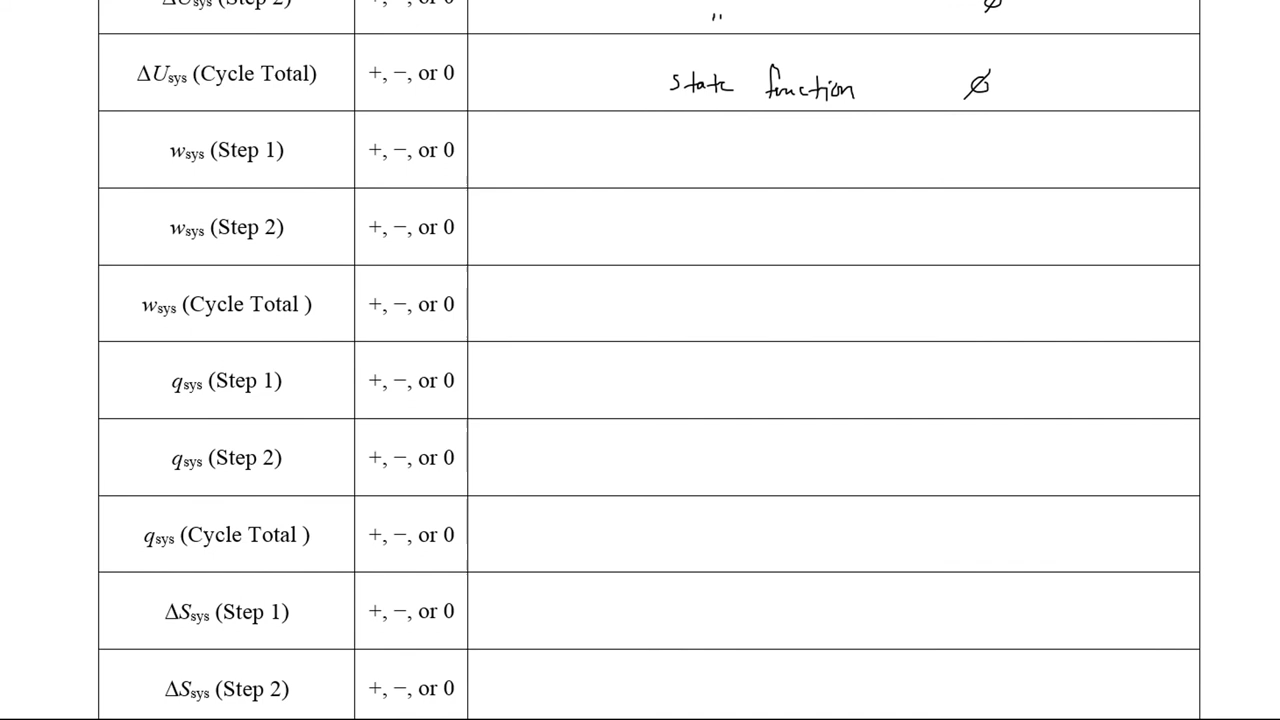 ΔUsys (Step 2) +, −, or 0 " ∅
ΔUsys (Cycle Total) +, −, or 0 state function ∅
wsys (Step 1) +, −, or 0
wsys (Step 2) +, −, or 0
wsys (Cycle Total ) +, −, or 0
qsys (Step 1) +, −, or 0
qsys (Step 2) +, −, or 0
qsys (Cycle Total ) +, −, or 0
ΔSsys (Step 1) +, −, or 0
ΔSsys (Step 2) +, −, or 0